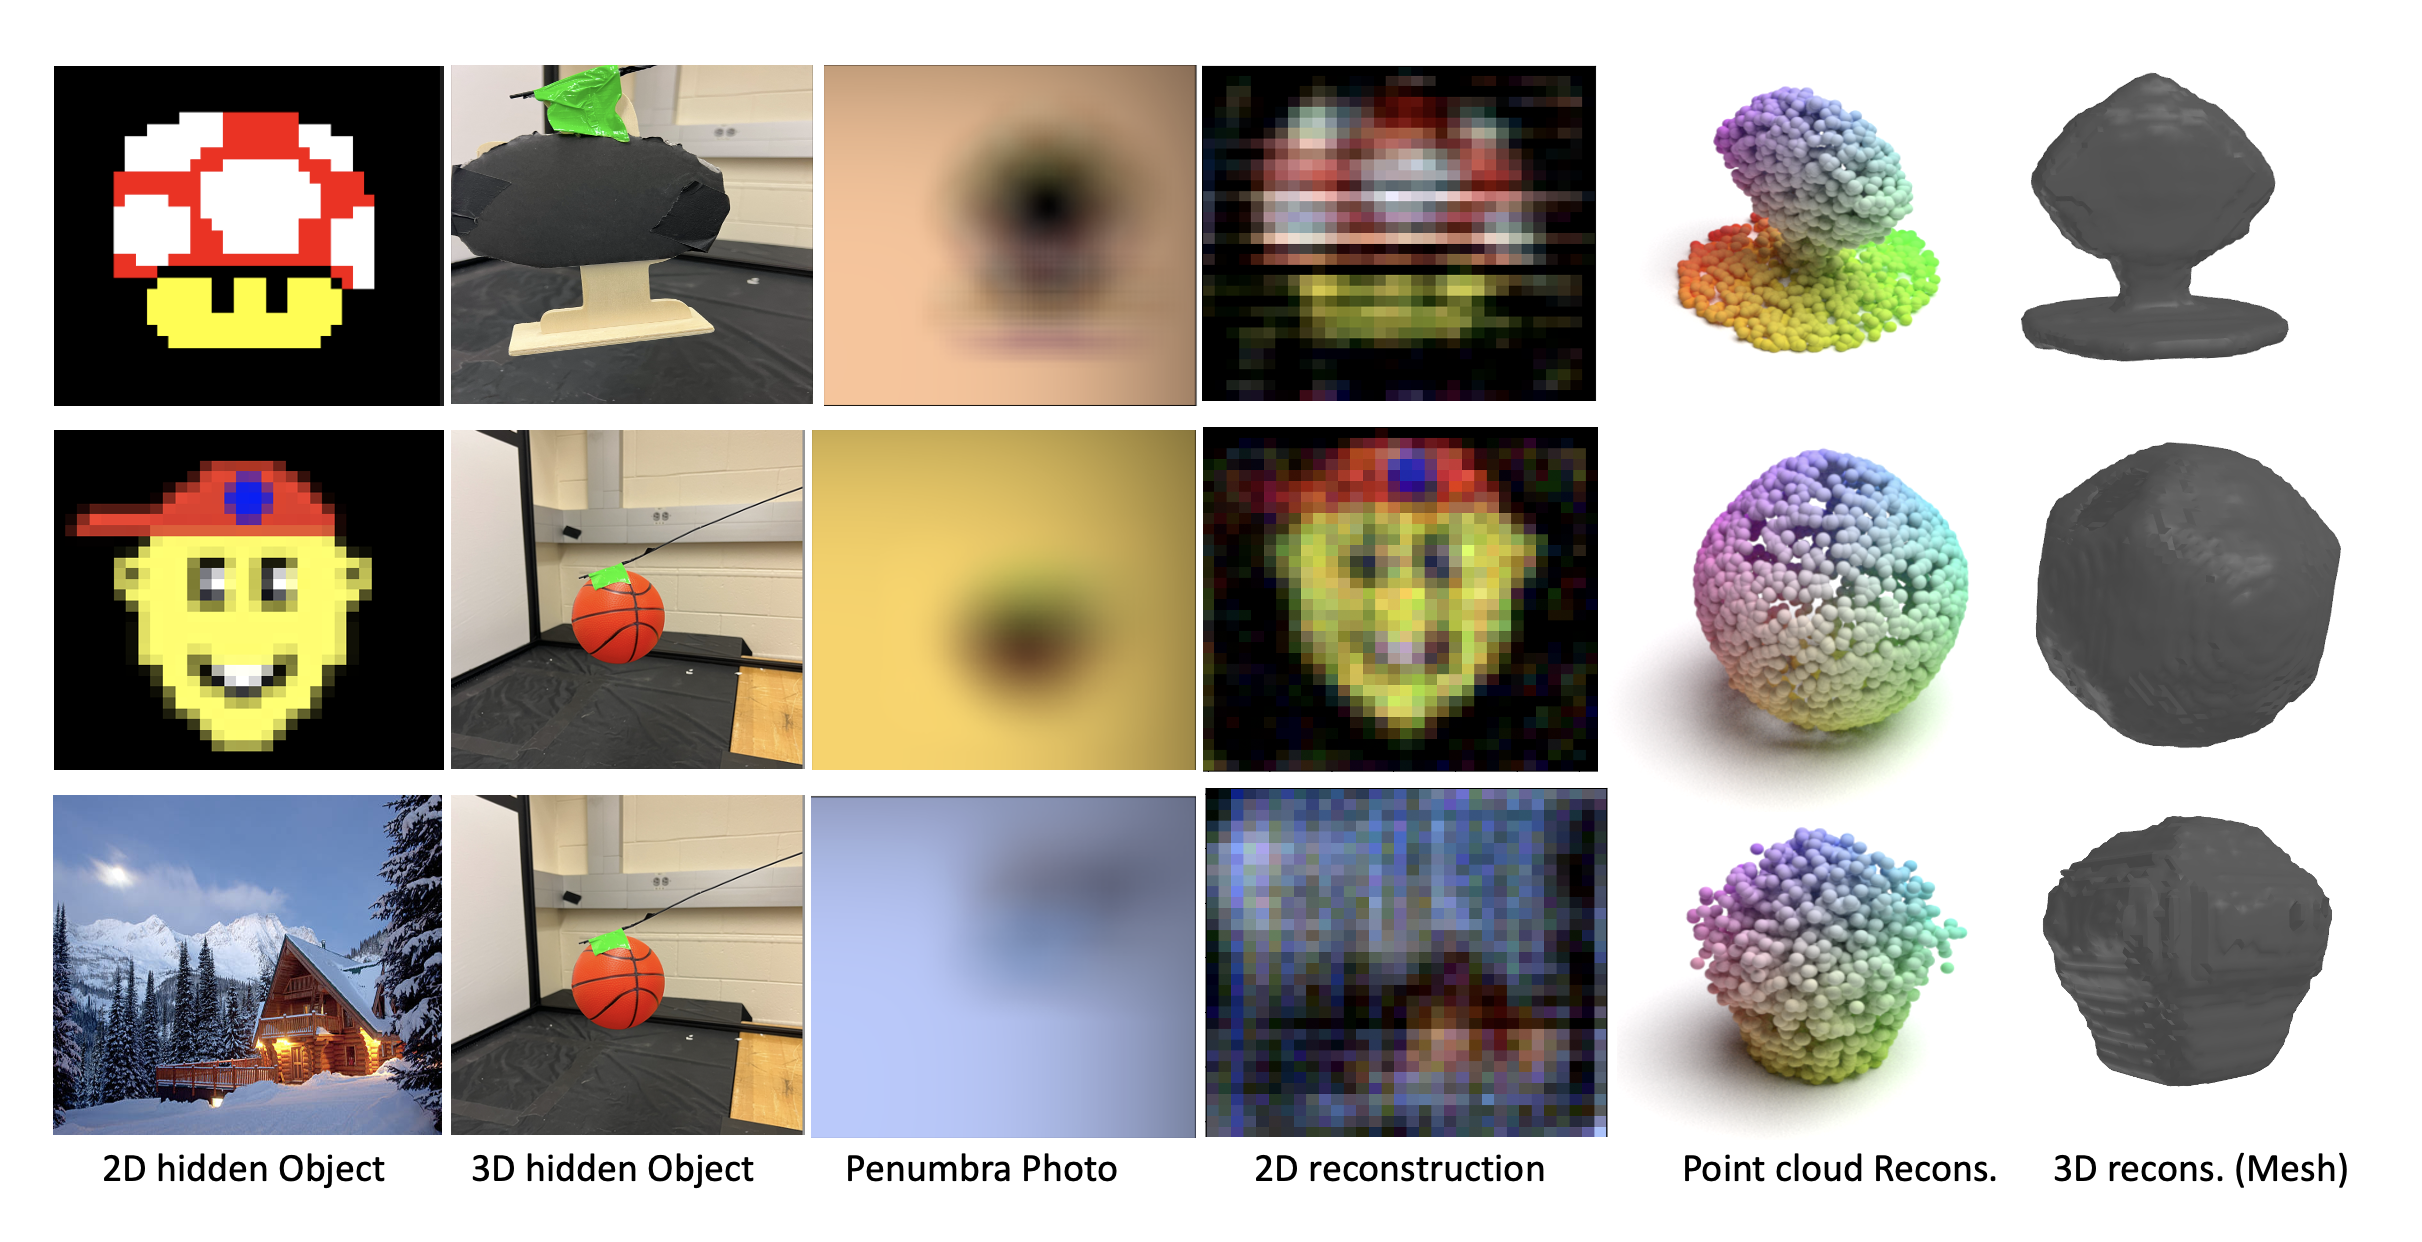 2D hidden Object
3D hidden Object
Penumbra Photo
2D reconstruction
Point cloud Recons.
3D recons. (Mesh)